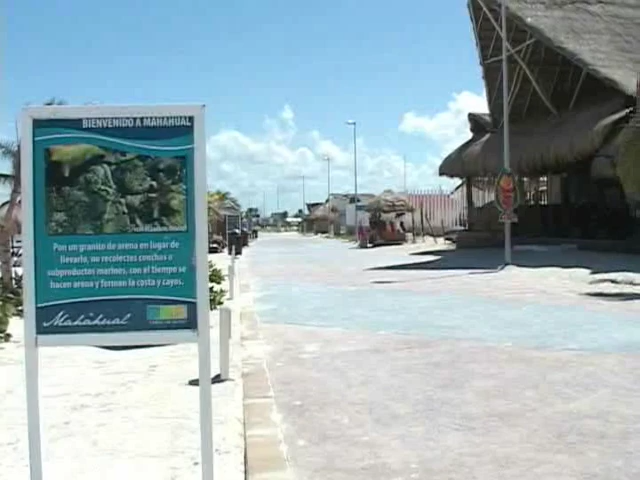 BIENVENIDO A MAHAHUAL
Pon un granito de arena en lugar de
llevarlo, no recolectes conchas o
subproductos marinos, con el tiempo se
hacen arena y forman la costa y cayos.
Mahahual